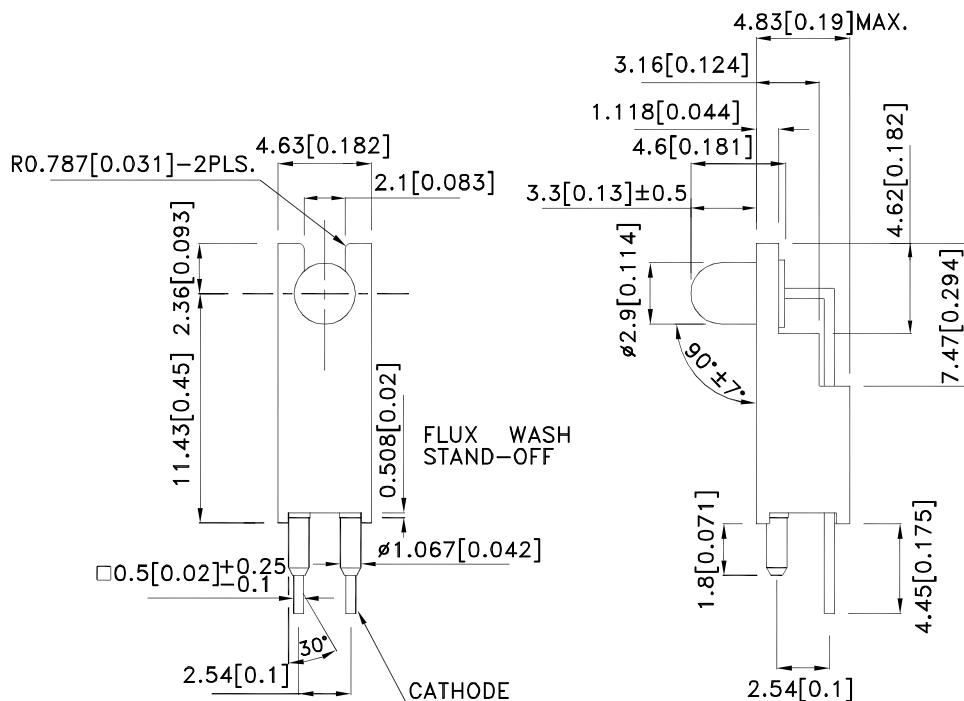 4.83[0.19]MAX.
3.16[0.124]
1.118[0.044]
4.63[0.182]
4.6[0.181]
R0.787[0.031]-2PLS.
2.1[0.083]
3.3[0.13]±0.5
4.62[0.182]
2.36[0.093]
ø2.9[0.114]
7.47[0.294]
90°±7°
11.43[0.45]
0.508[0.02]
FLUX WASH
STAND-OFF
ø1.067[0.042]
□0.5[0.02]+0.25
-0.1
1.8[0.071]
4.45[0.175]
30°
2.54[0.1]
CATHODE
2.54[0.1]